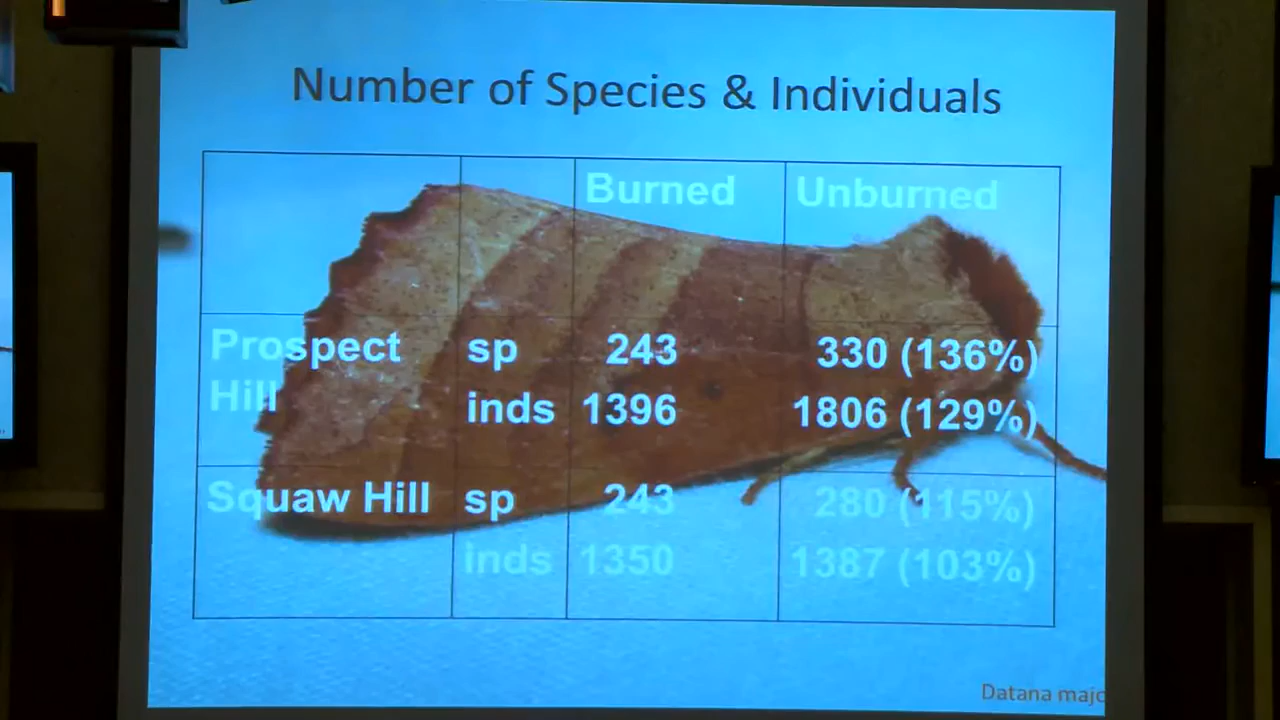 Number of Species & Individuals
Burned Unburned
Prospect sp 243 330 (136%)
Hill inds 1396 1806 (129%)
Squaw Hill sp 243 280 (115%)
inds 1350 1387 (103%)
Datana majo